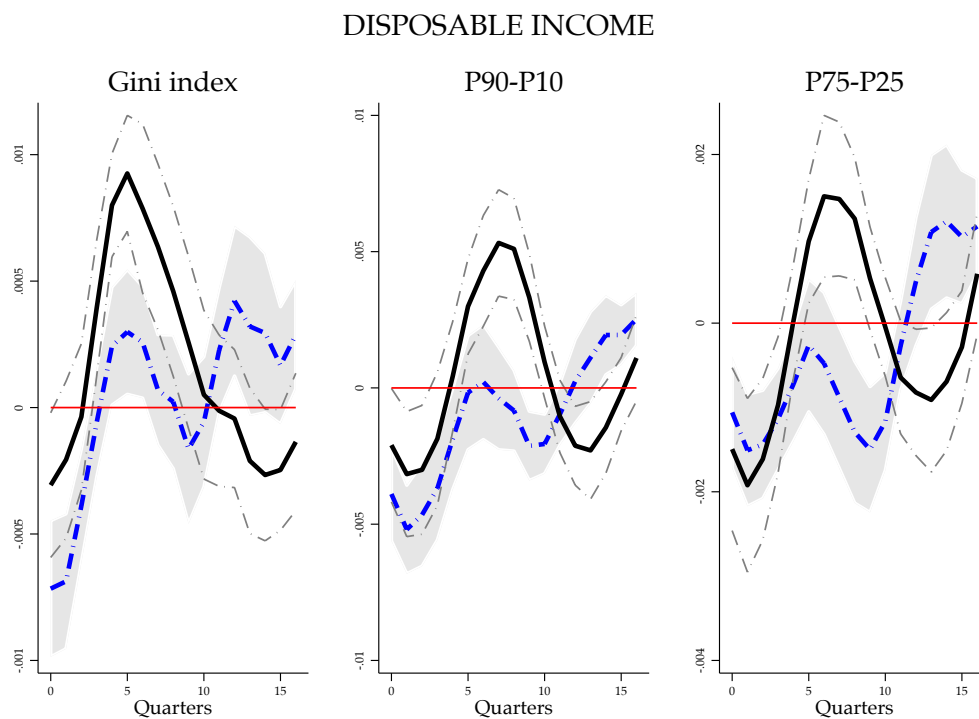 DISPOSABLE INCOME
Gini index
.001
.0005
0
-.0005
-.001
0 5 10 15
Quarters
P90-P10
.01
.005
0
-.005
-.01
0 5 10 15
Quarters
P75-P25
.002
0
-.002
-.004
0 5 10 15
Quarters